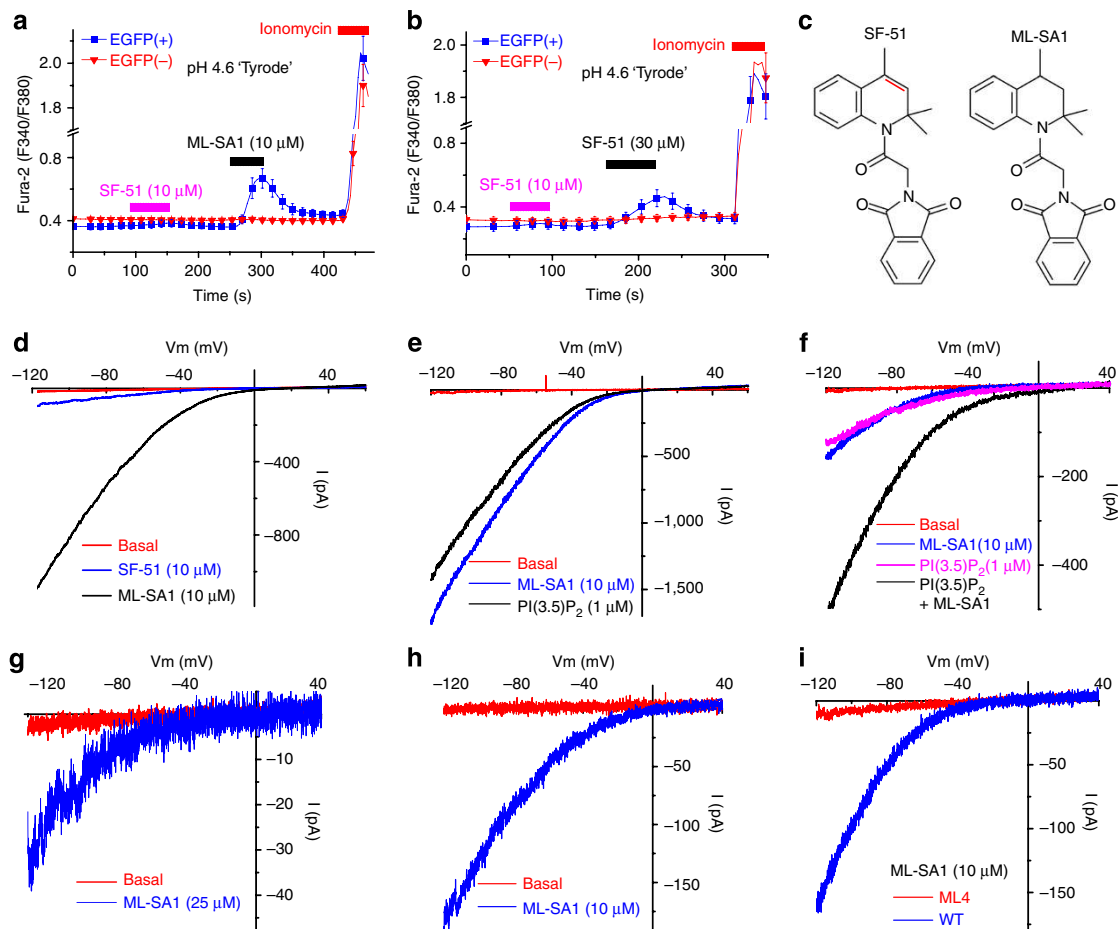 a
EGFP(+)
EGFP(–)
Ionomycin
pH 4.6 'Tyrode'
ML-SA1 (10 μM)
SF-51 (10 μM)
Fura-2 (F340/F380)
2.0
1.6
0.8
0.4
0 100 200 300 400
Time (s)
b
EGFP(+)
EGFP(–)
Ionomycin
pH 4.6 'Tyrode'
SF-51 (30 μM)
SF-51 (10 μM)
Fura-2 (F340/F380)
2.0
1.6
0.8
0.4
0 100 200 300
Time (s)
c
SF-51
ML-SA1
N
O
N
O
O
N
O
N
O
O
d
Vm (mV)
–120 –80 –40 0 40
–400
–800
I (pA)
Basal
SF-51 (10 μM)
ML-SA1 (10 μM)
e
Vm (mV)
–120 –80 –40 0 40
–500
–1,000
–1,500
I (pA)
Basal
ML-SA1 (10 μM)
PI(3.5)P2 (1 μM)
f
Vm (mV)
–120 –80 –40 0 40
–200
–400
I (pA)
Basal
ML-SA1(10 μM)
PI(3.5)P2(1 μM)
PI(3.5)P2
+ ML-SA1
g
Vm (mV)
–120 –80 –40 0 40
–10
–20
–30
–40
I (pA)
Basal
ML-SA1 (25 μM)
h
Vm (mV)
–120 –80 –40 0 40
–50
–100
–150
I (pA)
Basal
ML-SA1 (10 μM)
i
Vm (mV)
–120 –80 –40 0 40
–50
–100
–150
I (pA)
ML-SA1 (10 μM)
ML4
WT